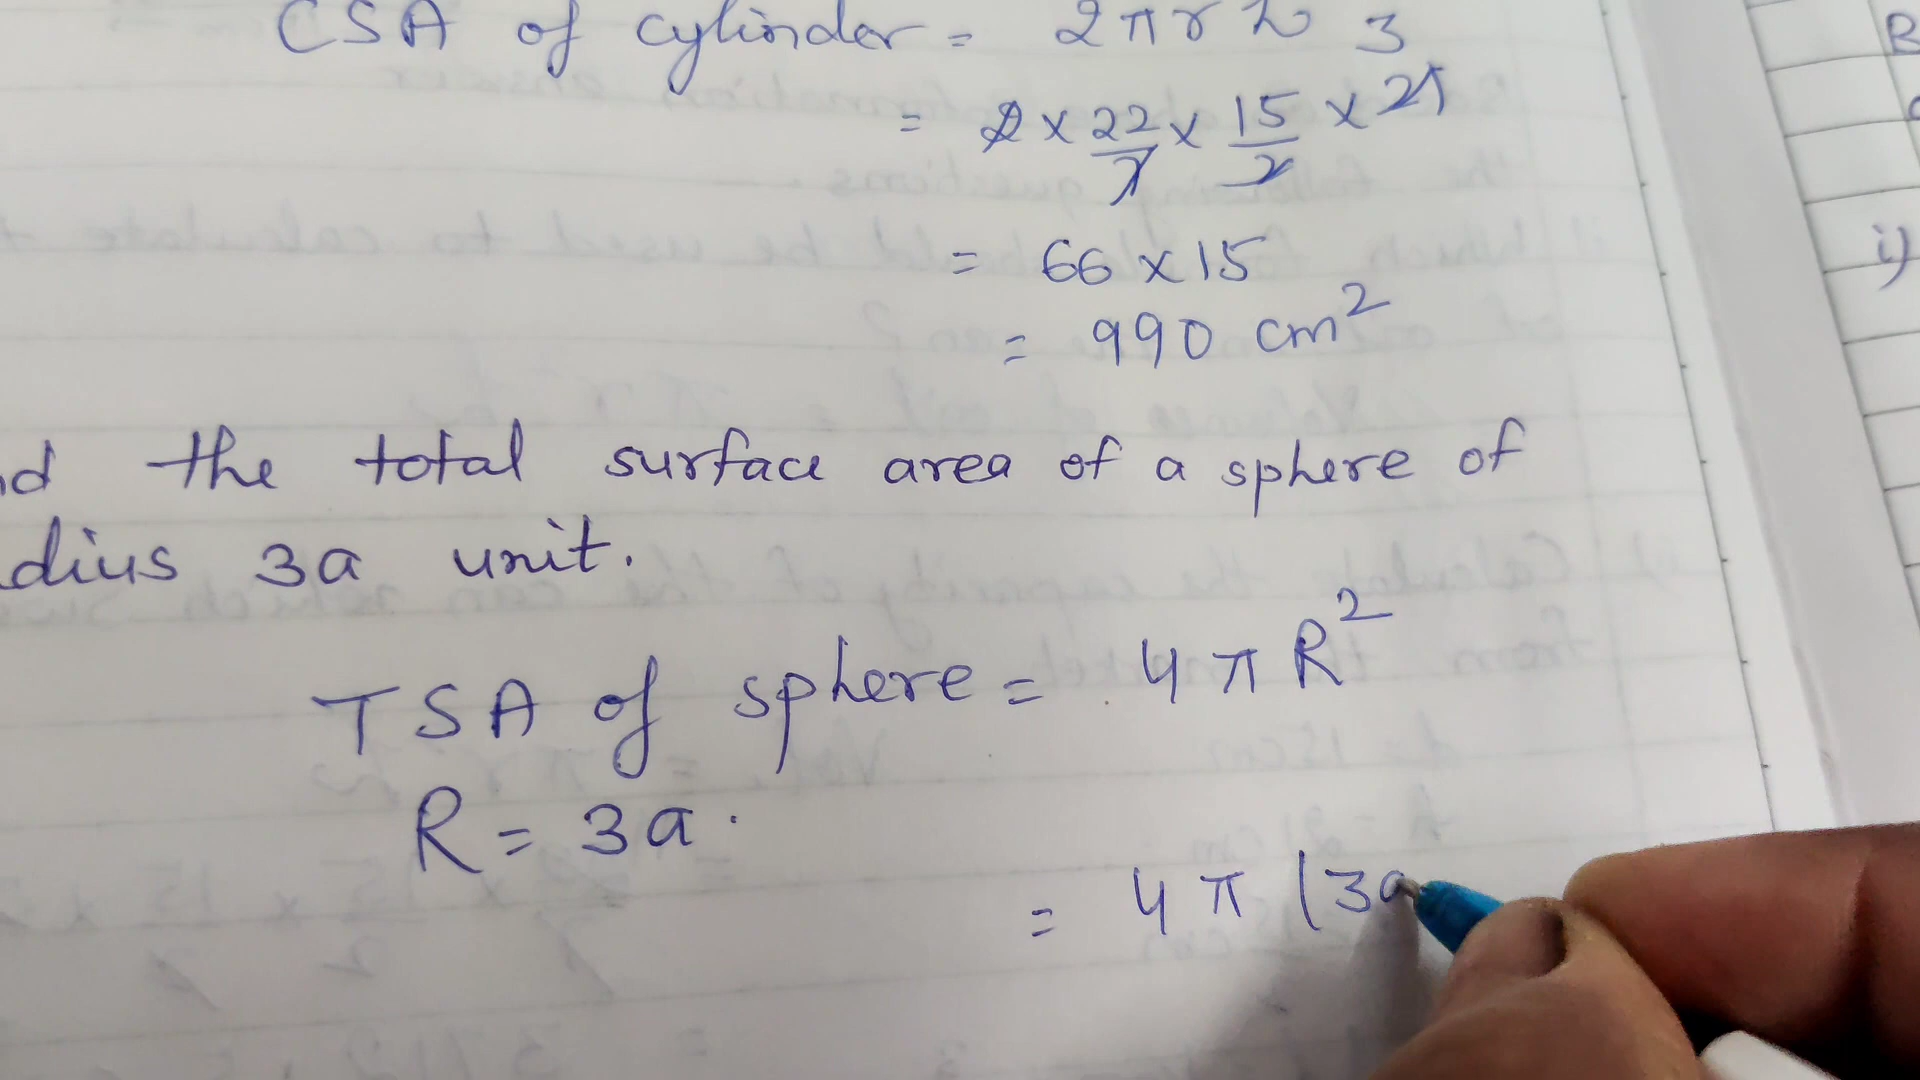 CSA of cylinder = 2πrh
3
= 2 × 22/7 × 15/2 × 21
= 66 × 15
= 990 cm²
the total surface area of a sphere of
3a unit.
TSA of sphere = 4πR²
R = 3a.
= 4π (3a
i)